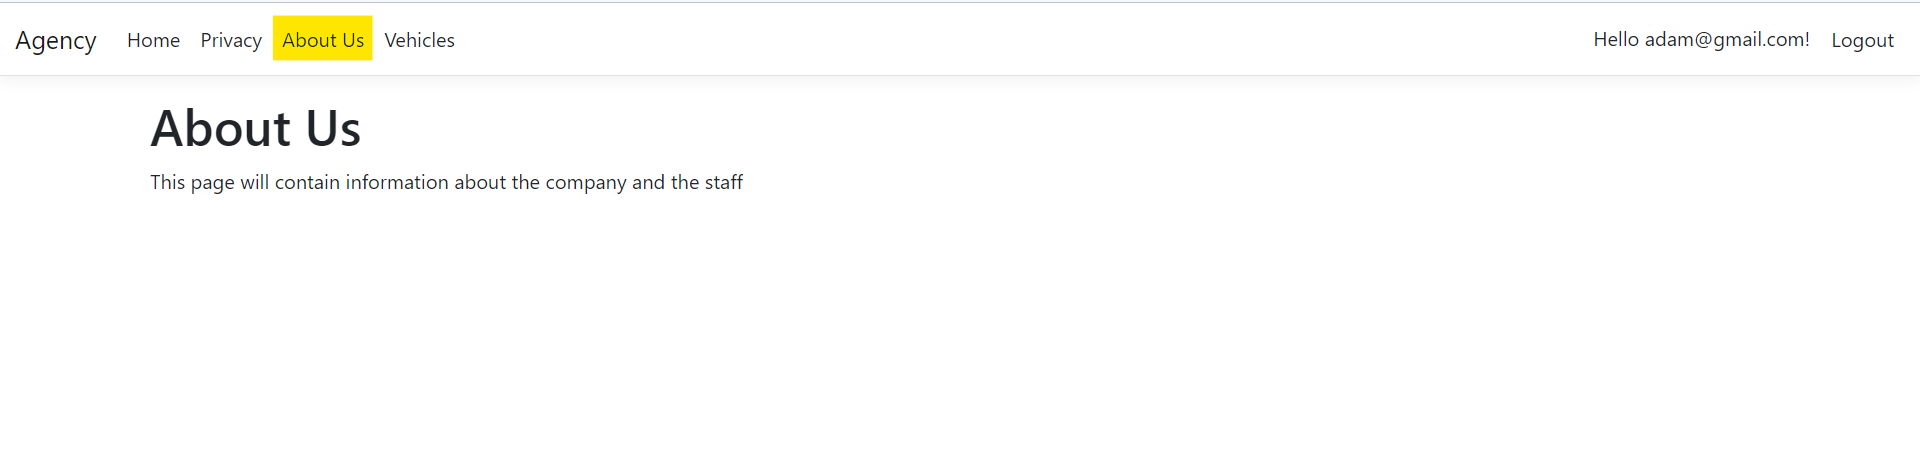 Agency Home Privacy About Us Vehicles Hello adam@gmail.com! Logout
About Us
This page will contain information about the company and the staff